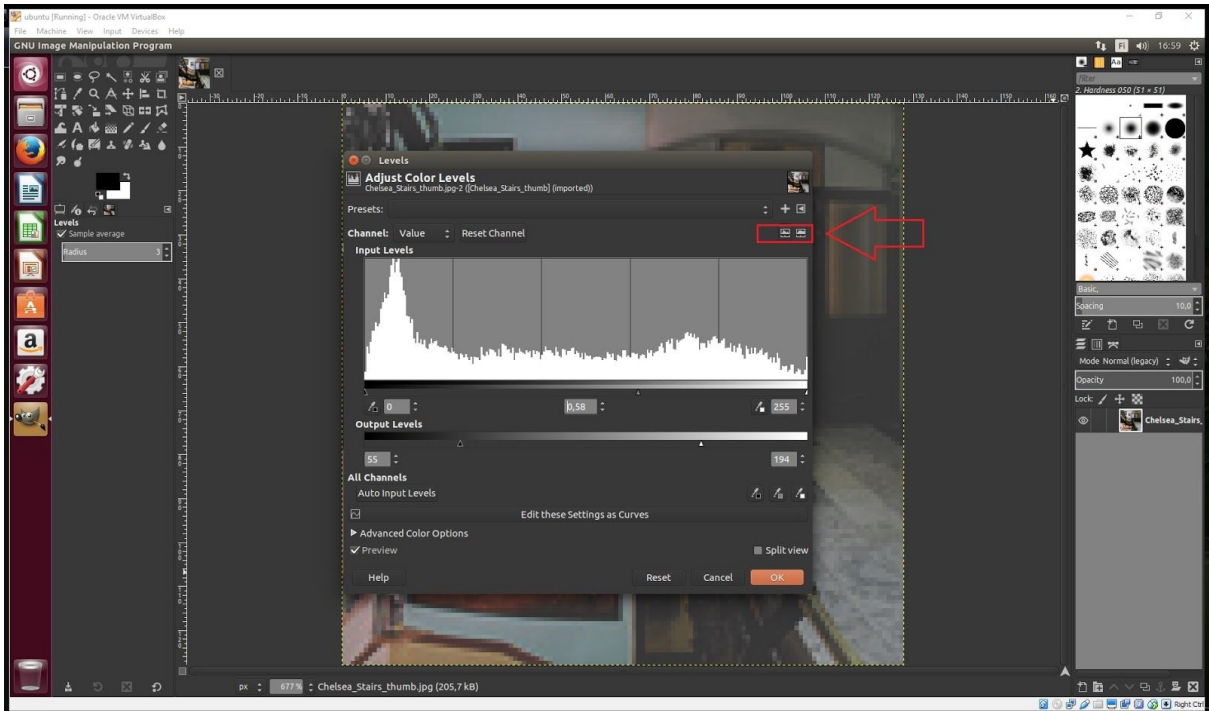 ubuntu [Running] - Oracle VM VirtualBox
File Machine View Input Devices Help
GNU Image Manipulation Program
Fi 16:59
filter
2. Hardness 050 (51 × 51)
Levels
Sample average
Radius 3
Levels
Adjust Color Levels
Chelsea_Stairs_thumb.jpg-2 ([Chelsea_Stairs_thumb] (imported))
Presets:
Channel: Value Reset Channel
Input Levels
0 0,58 255
Output Levels
55 194
All Channels
Auto Input Levels
Edit these Settings as Curves
Advanced Color Options
Preview Split view
Help Reset Cancel OK
Basic,
Spacing 10,0
Mode Normal (legacy)
Opacity 100,0
Lock:
Chelsea_Stairs_
px 677 % Chelsea_Stairs_thumb.jpg (205,7 kB)
Right Ctrl